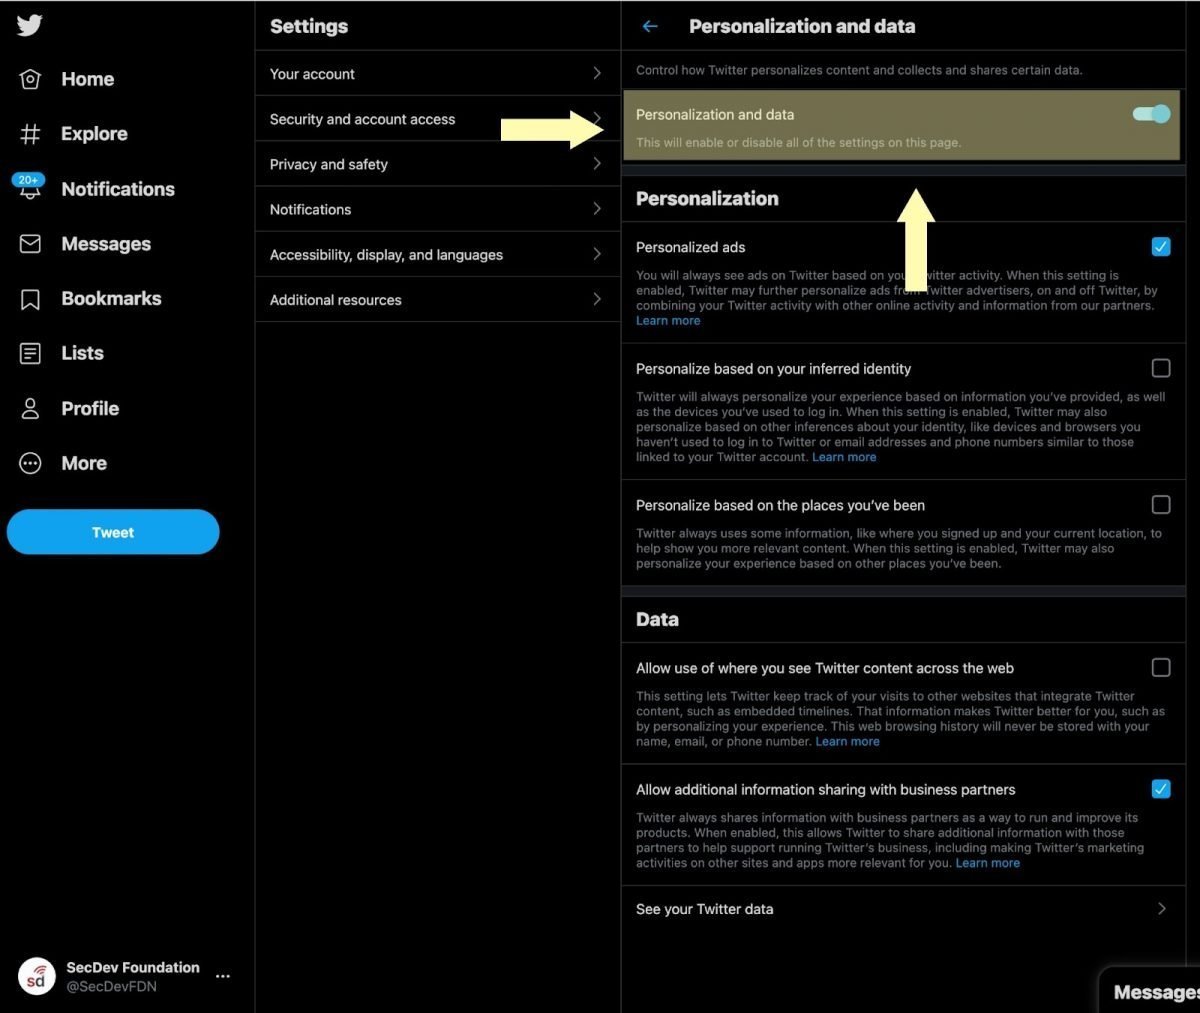 Home
Explore
20+
Notifications
Messages
Bookmarks
Lists
Profile
More
Tweet
SecDev Foundation
@SecDevFDN
sd
Settings
Your account
Security and account access
Privacy and safety
Notifications
Accessibility, display, and languages
Additional resources
Personalization and data
Control how Twitter personalizes content and collects and shares certain data.
Personalization and data
This will enable or disable all of the settings on this page.
Personalization
Personalized ads
You will always see ads on Twitter based on your Twitter activity. When this setting is
enabled, Twitter may further personalize ads from Twitter advertisers, on and off Twitter, by
combining your Twitter activity with other online activity and information from our partners.
Learn more
Personalize based on your inferred identity
Twitter will always personalize your experience based on information you’ve provided, as well
as the devices you’ve used to log in. When this setting is enabled, Twitter may also
personalize based on other inferences about your identity, like devices and browsers you
haven’t used to log in to Twitter or email addresses and phone numbers similar to those
linked to your Twitter account. Learn more
Personalize based on the places you’ve been
Twitter always uses some information, like where you signed up and your current location, to
help show you more relevant content. When this setting is enabled, Twitter may also
personalize your experience based on other places you’ve been.
Data
Allow use of where you see Twitter content across the web
This setting lets Twitter keep track of your visits to other websites that integrate Twitter
content, such as embedded timelines. That information makes Twitter better for you, such as
by personalizing your experience. This web browsing history will never be stored with your
name, email, or phone number. Learn more
Allow additional information sharing with business partners
Twitter always shares information with business partners as a way to run and improve its
products. When enabled, this allows Twitter to share additional information with those
partners to help support running Twitter’s business, including making Twitter’s marketing
activities on other sites and apps more relevant for you. Learn more
See your Twitter data
Messages